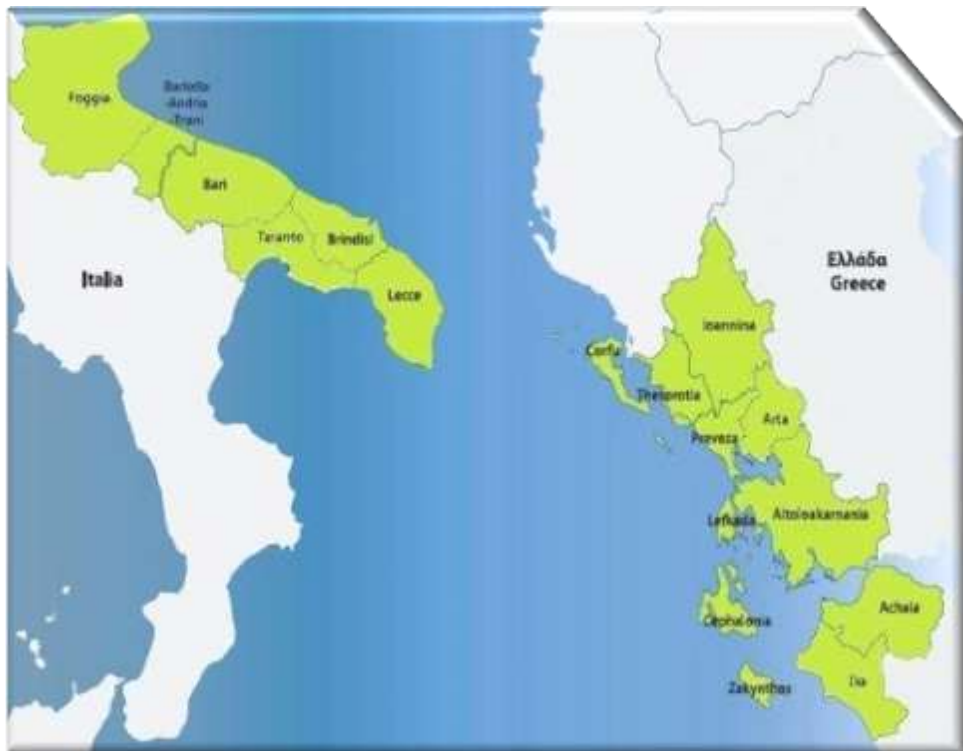 Foggia
Barletta
-Andria
-Trani
Bari
Taranto
Brindisi
Lecce
Italia
Ελλάδα
Greece
Ioannina
Corfu
Thesprotia
Arta
Preveza
Aitoloakarnania
Lefkada
Achaia
Cephalonia
Ilia
Zakynthos